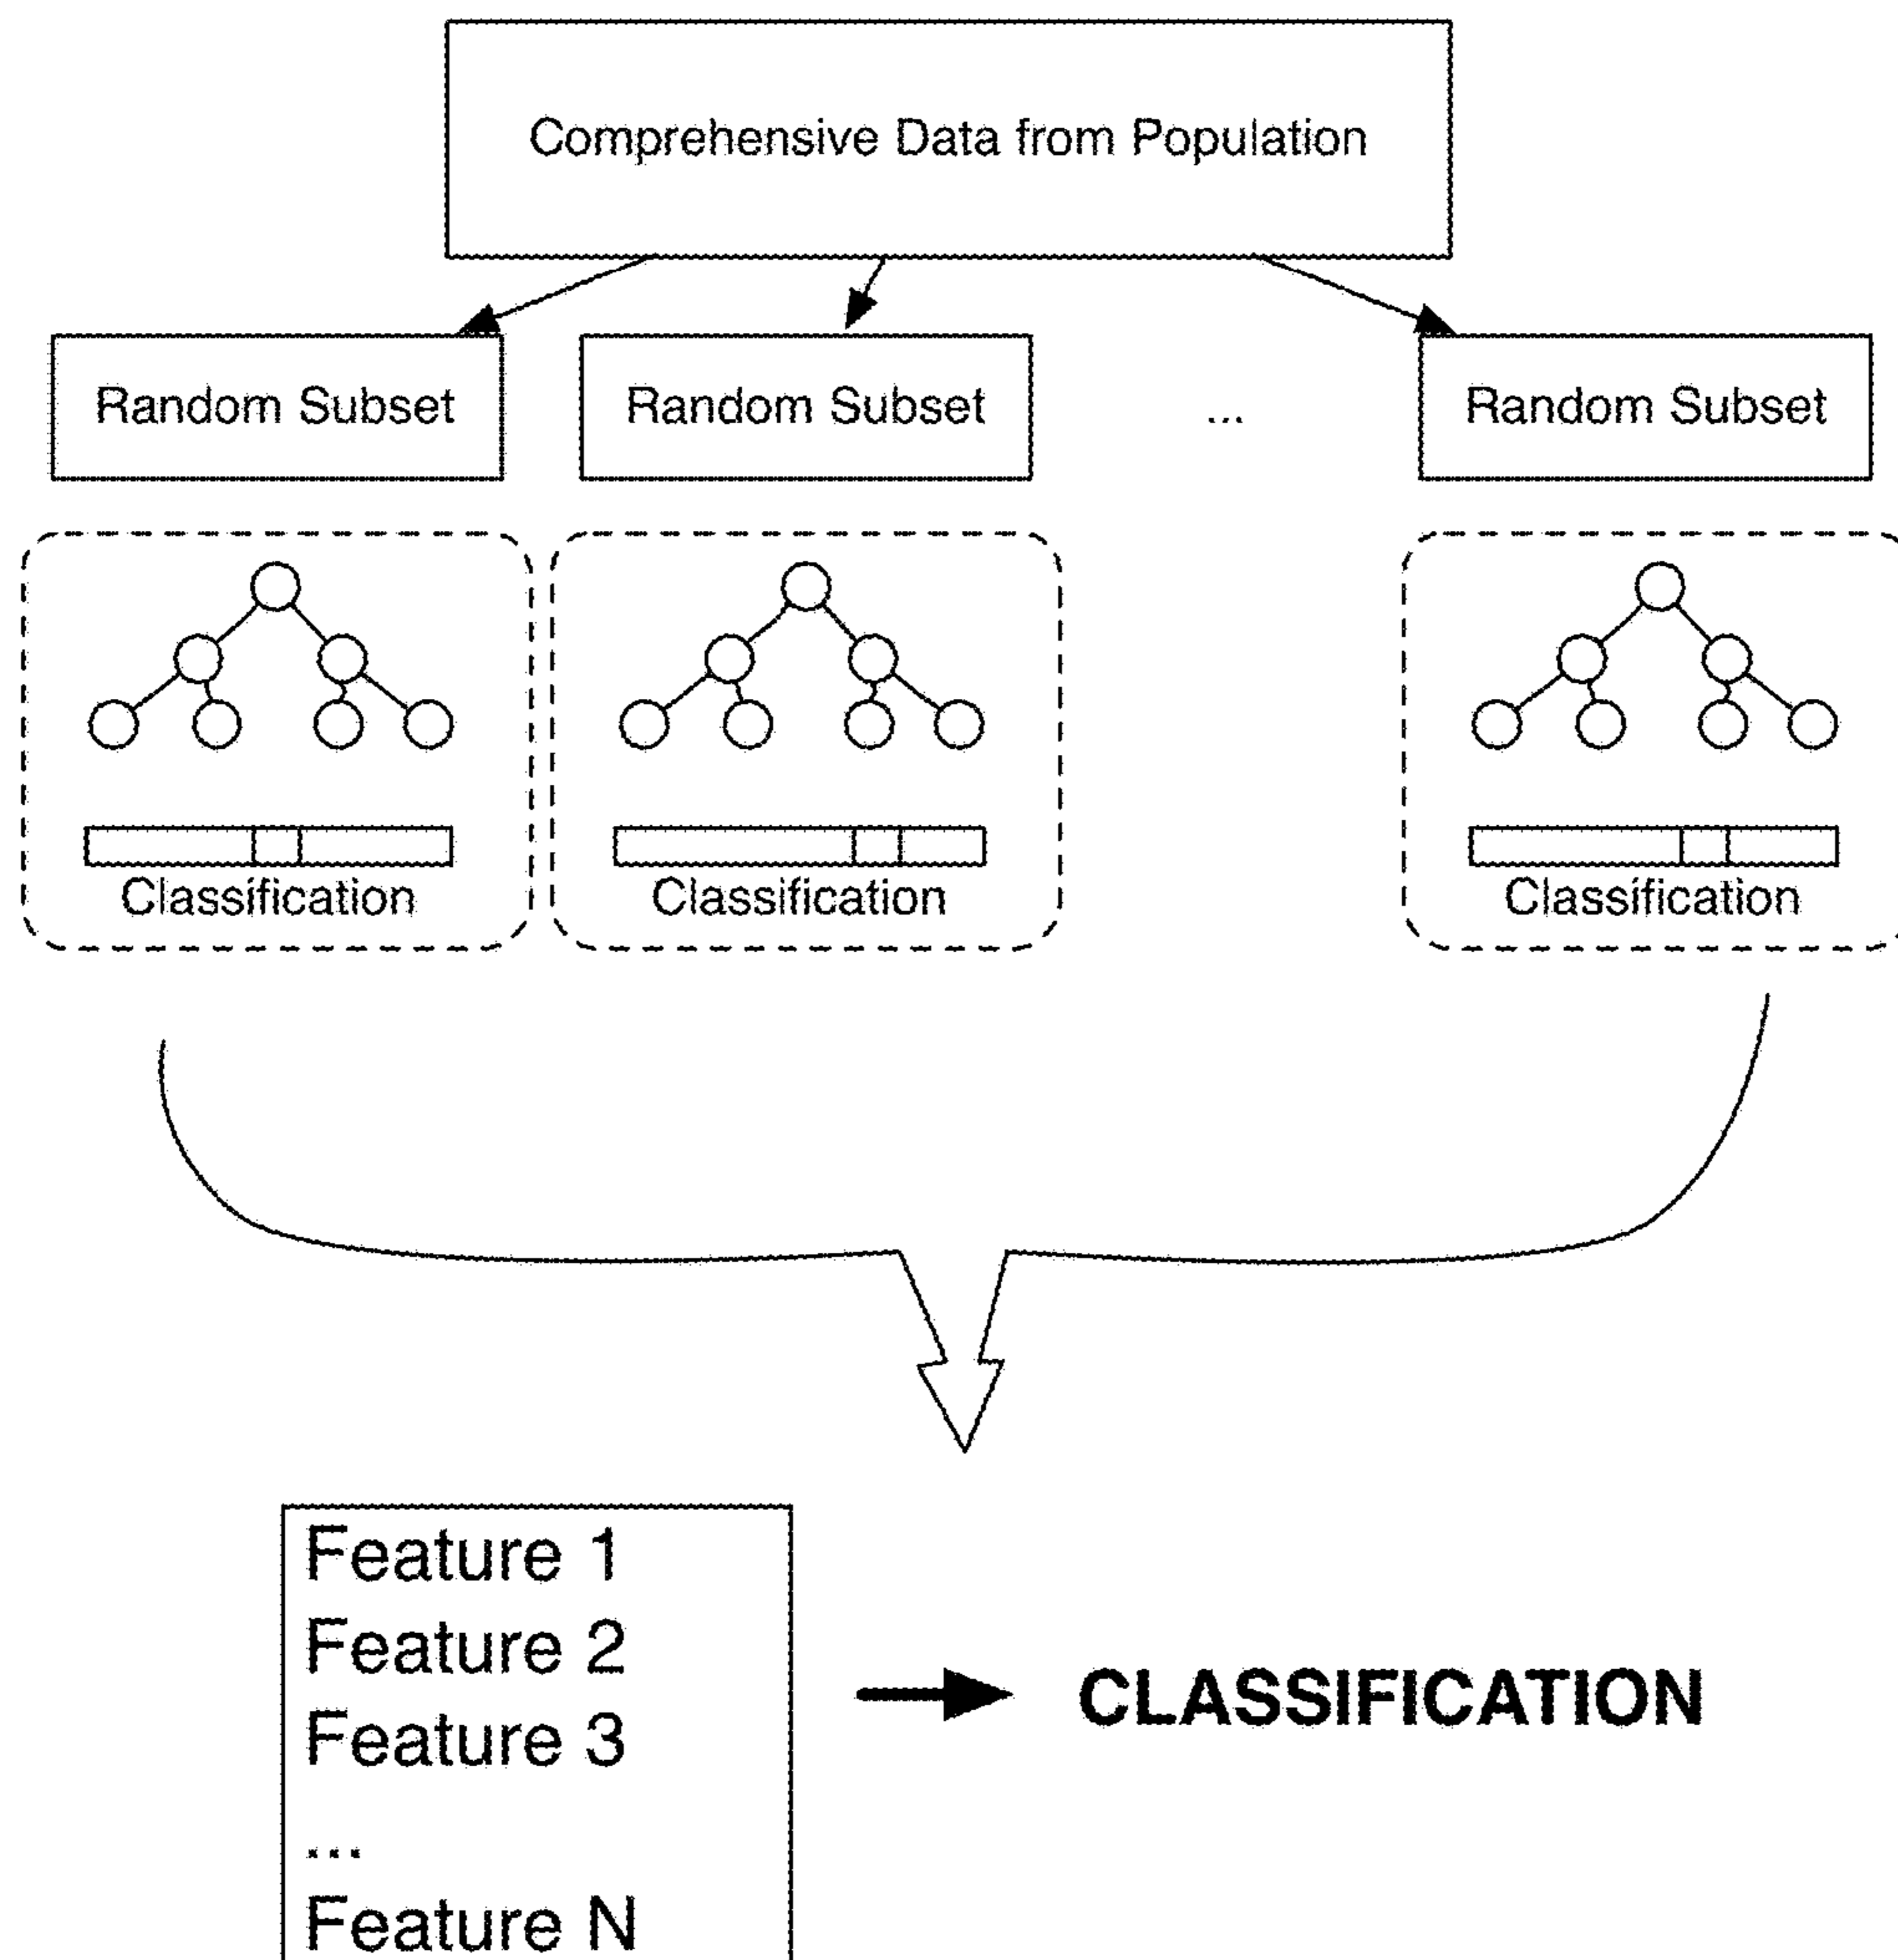 Comprehensive Data from Population
Random Subset
Random Subset
...
Random Subset
Classification
Classification
Classification
Feature 1
Feature 2
Feature 3
...
Feature N
CLASSIFICATION